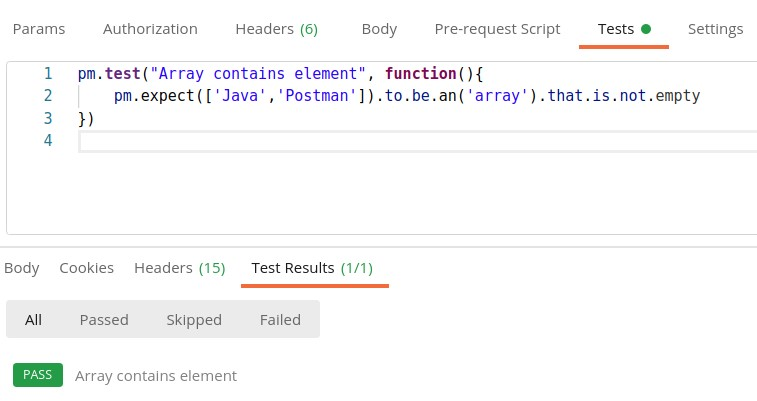 Params Authorization Headers (6) Body Pre-request Script Tests Settings
1 pm.test("Array contains element", function(){
2 pm.expect(['Java','Postman']).to.be.an('array').that.is.not.empty
3 })
4
Body Cookies Headers (15) Test Results (1/1)
All Passed Skipped Failed
PASS Array contains element